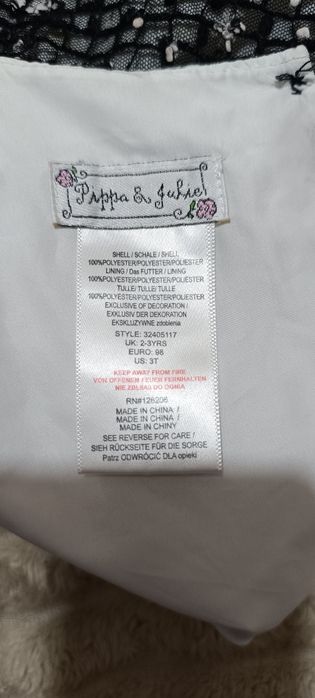 Pippa & Julie
SHELL / SCHALE / SHELL
100%POLYESTER/POLYESTER/POLIESTER
LINING / Das FUTTER / LINING
100%POLYESTER/POLYESTER/POLIESTER
TULLE/ TULLE/ TULLE
100%POLYESTER/POLYESTER/POLIESTER
EXCLUSIVE OF DECORATION /
EXKLUSIV DER DEKORATION
EKSKLUZYWNE zdobienia
STYLE: 32405117
UK: 2-3YRS
EURO: 98
US: 3T
KEEP AWAY FROM FIRE
VON OFFENEM FEUER FERNHALTEN
NIE ZBLIŻAĆ DO OGNIA
RN#128206
MADE IN CHINA /
MADE IN CHINA /
MADE IN CHINY
SEE REVERSE FOR CARE /
SIEH RÜCKSEITE FÜR DIE SORGE
Patrz ODWRÓCIĆ DLA opieki